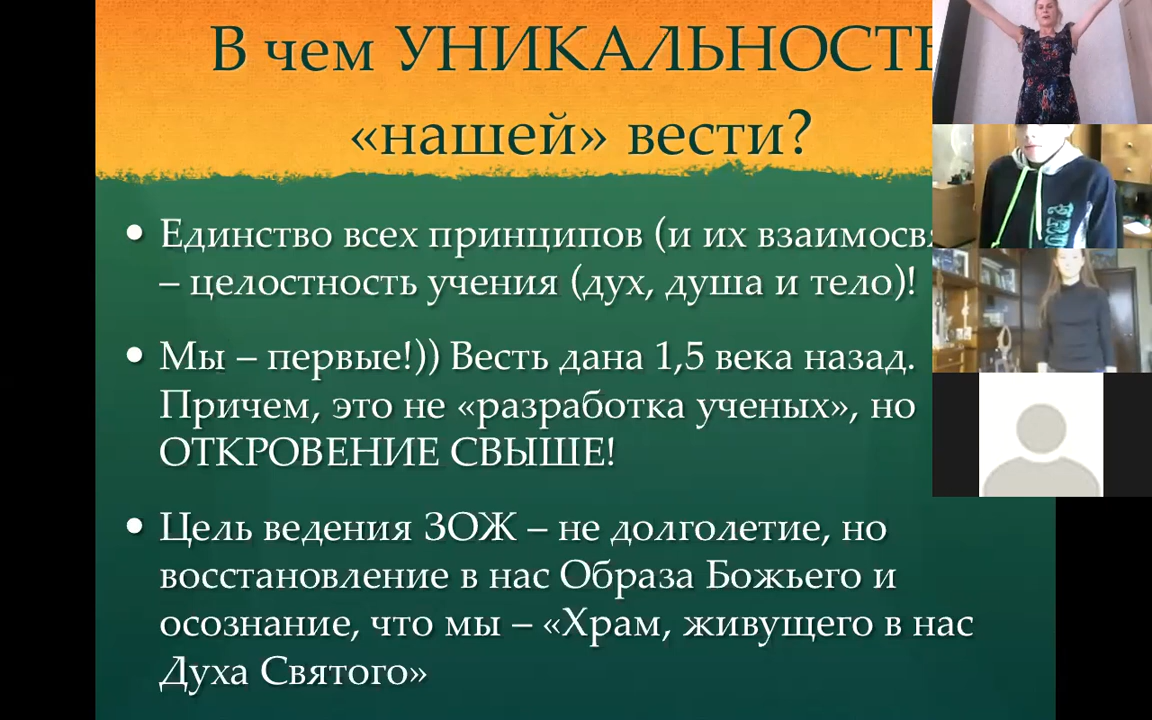 В чем УНИКАЛЬНОСТЬ
«нашей» вести?
• Единство всех принципов (и их
– целостность учения (дух, душа и тело)!
• Мы – первые!)) Весть дана 1,5 века назад.
Причем, это не «разработка ученых», но
ОТКРОВЕНИЕ СВЫШЕ!
• Цель ведения ЗОЖ – не долголетие, но
восстановление в нас Образа Божьего и
осознание, что мы – «Храм, живущего в нас
Духа Святого»